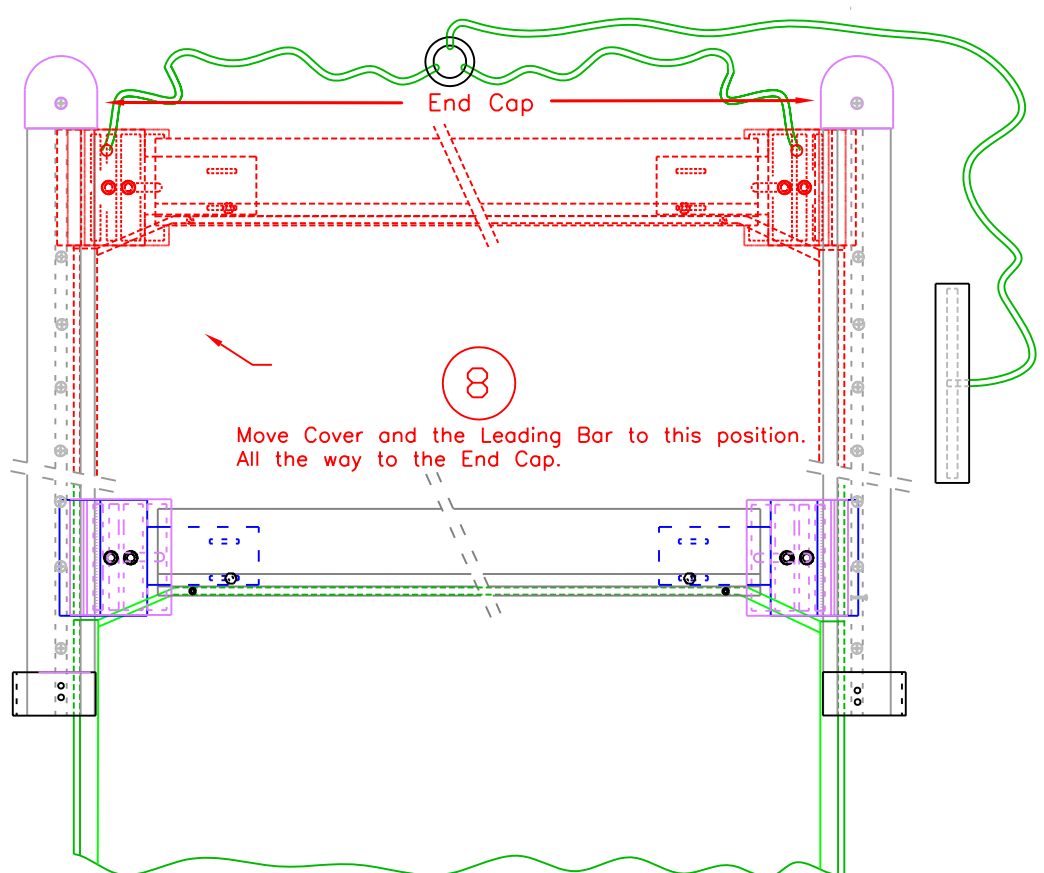 End Cap
8
Move Cover and the Leading Bar to this position.
All the way to the End Cap.